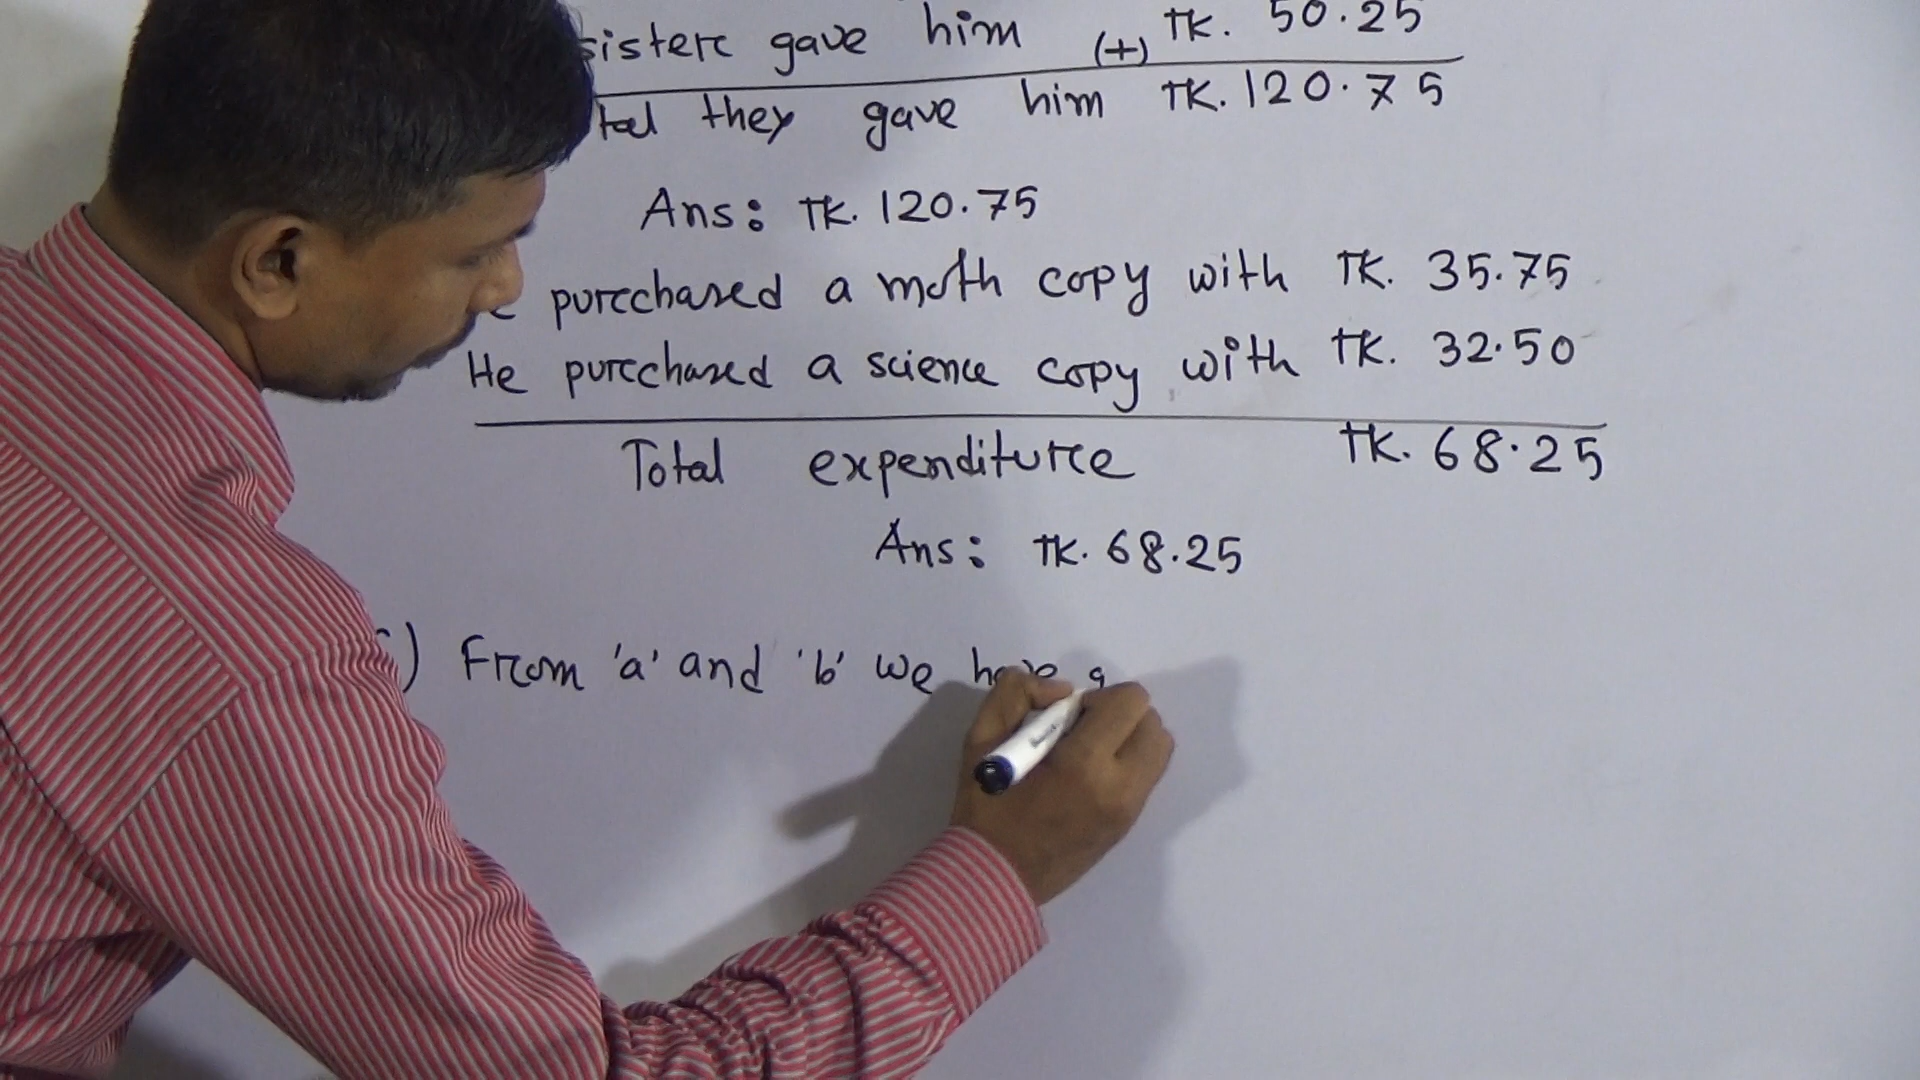 gave him (+) TK. 50.25
they gave him TK. 120.75
Ans: TK. 120.75
purchased a math copy with TK. 35.75
He purchased a science copy with TK. 32.50
Total expenditure TK. 68.25
Ans: TK. 68.25
From 'a' and 'b' we have